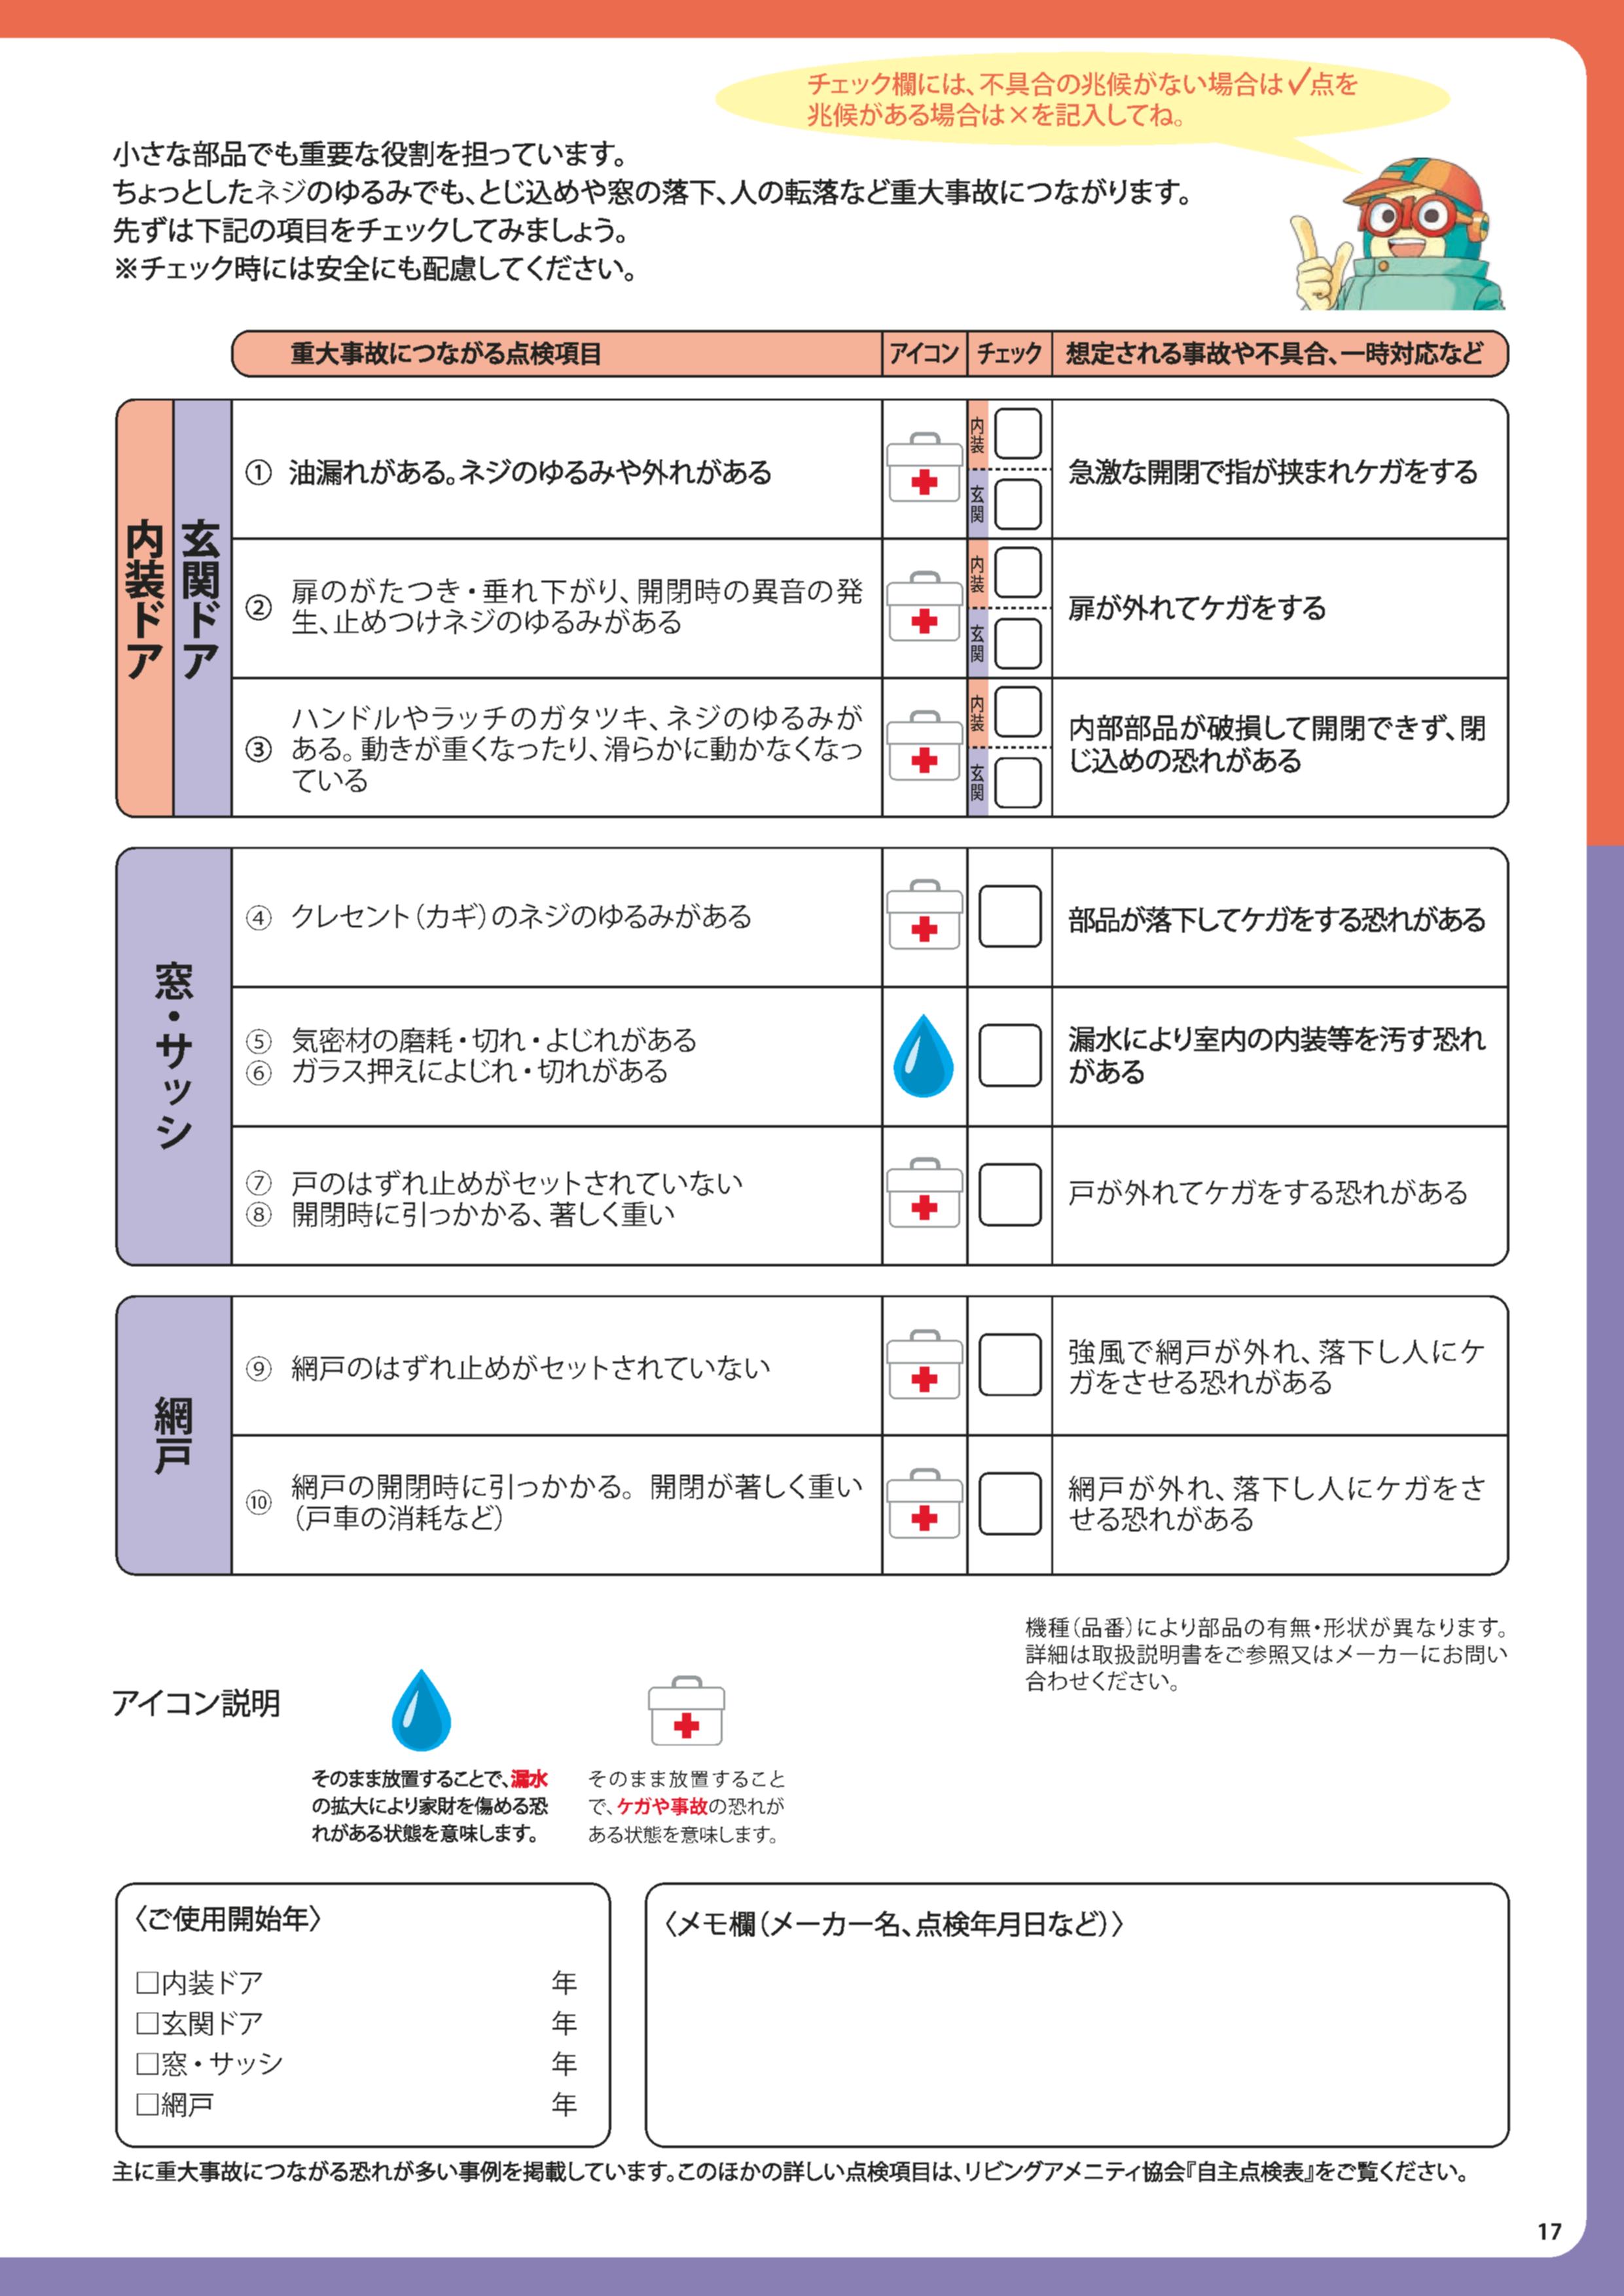 チェック欄には、不具合の兆候がない場合は✓点を
兆候がある場合は×を記入してね。
小さな部品でも重要な役割を担っています。
ちょっとしたネジのゆるみでも、とじ込めや窓の落下、人の転落など重大事故につながります。
先ずは下記の項目をチェックしてみましょう。
※チェック時には安全にも配慮してください。
重大事故につながる点検項目
アイコン
チェック
想定される事故や不具合、一時対応など
内装ドア
玄関ドア
① 油漏れがある。ネジのゆるみや外れがある
内装
玄関
急激な開閉で指が挟まれケガをする
② 扉のがたつき・垂れ下がり、開閉時の異音の発
生、止めつけネジのゆるみがある
内装
玄関
扉が外れてケガをする
③ ハンドルやラッチのガタツキ、ネジのゆるみが
ある。動きが重くなったり、滑らかに動かなくなっ
ている
内装
玄関
内部部品が破損して開閉できず、閉
じ込めの恐れがある
窓・サッシ
④ クレセント(カギ)のネジのゆるみがある
部品が落下してケガをする恐れがある
⑤ 気密材の磨耗・切れ・よじれがある
⑥ ガラス押えによじれ・切れがある
漏水により室内の内装等を汚す恐れ
がある
⑦ 戸のはずれ止めがセットされていない
⑧ 開閉時に引っかかる、著しく重い
戸が外れてケガをする恐れがある
網戸
⑨ 網戸のはずれ止めがセットされていない
強風で網戸が外れ、落下し人にケ
ガをさせる恐れがある
⑩ 網戸の開閉時に引っかかる。開閉が著しく重い
(戸車の消耗など)
網戸が外れ、落下し人にケガをさ
せる恐れがある
機種(品番)により部品の有無・形状が異なります。
詳細は取扱説明書をご参照又はメーカーにお問い
合わせください。
アイコン説明
そのまま放置することで、漏水
の拡大により家財を傷める恐
れがある状態を意味します。
そのまま放置すること
で、ケガや事故の恐れが
ある状態を意味します。
〈ご使用開始年〉
□内装ドア 年
□玄関ドア 年
□窓・サッシ 年
□網戸 年
〈メモ欄(メーカー名、点検年月日など)〉
主に重大事故につながる恐れが多い事例を掲載しています。このほかの詳しい点検項目は、リビングアメニティ協会『自主点検表』をご覧ください。
17